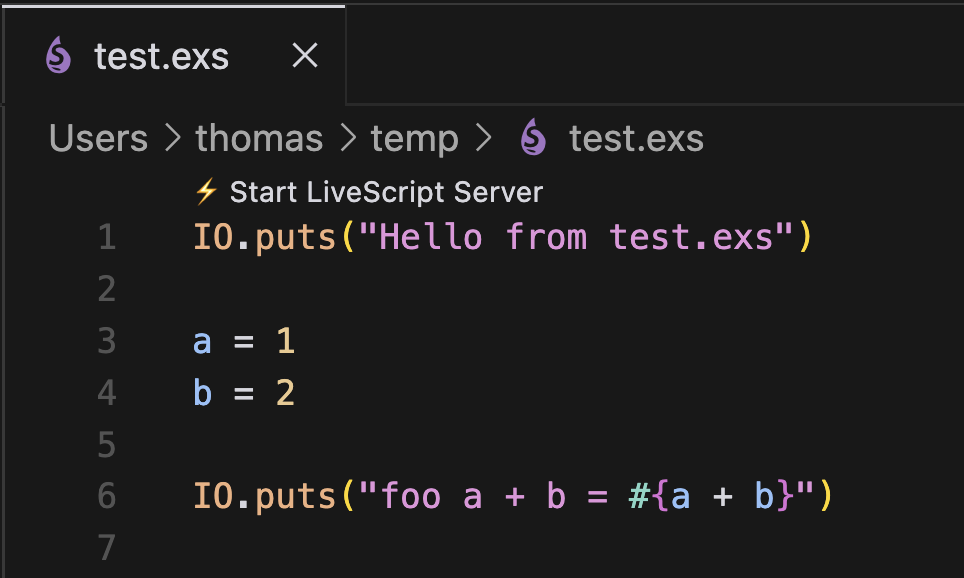 test.exs
Users > thomas > temp > test.exs
⚡ Start LiveScript Server
1 IO.puts("Hello from test.exs")
2
3 a = 1
4 b = 2
5
6 IO.puts("foo a + b = #{a + b}")
7